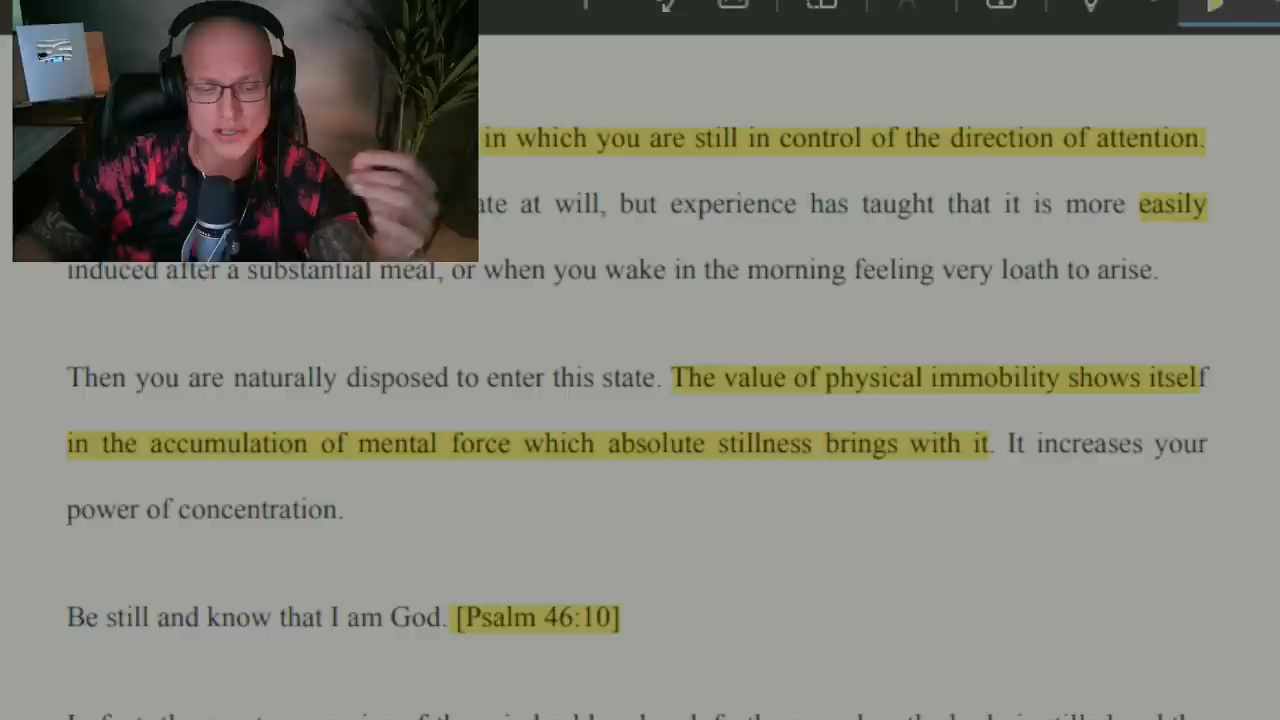 in which you are still in control of the direction of attention.
ate at will, but experience has taught that it is more easily
induced after a substantial meal, or when you wake in the morning feeling very loath to arise.
Then you are naturally disposed to enter this state. The value of physical immobility shows itself
in the accumulation of mental force which absolute stillness brings with it. It increases your
power of concentration.
Be still and know that I am God. [Psalm 46:10]